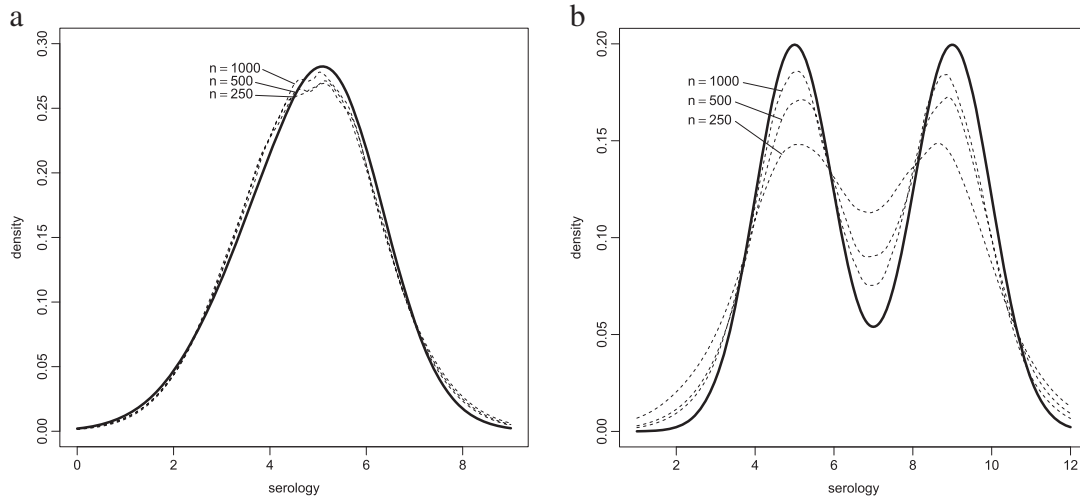 a
0.30
0.25
0.20
0.15
0.10
0.05
0.00
density
n = 1000
n = 500
n = 250
0 2 4 6 8
serology
b
0.20
0.15
0.10
0.05
0.00
density
n = 1000
n = 500
n = 250
2 4 6 8 10 12
serology